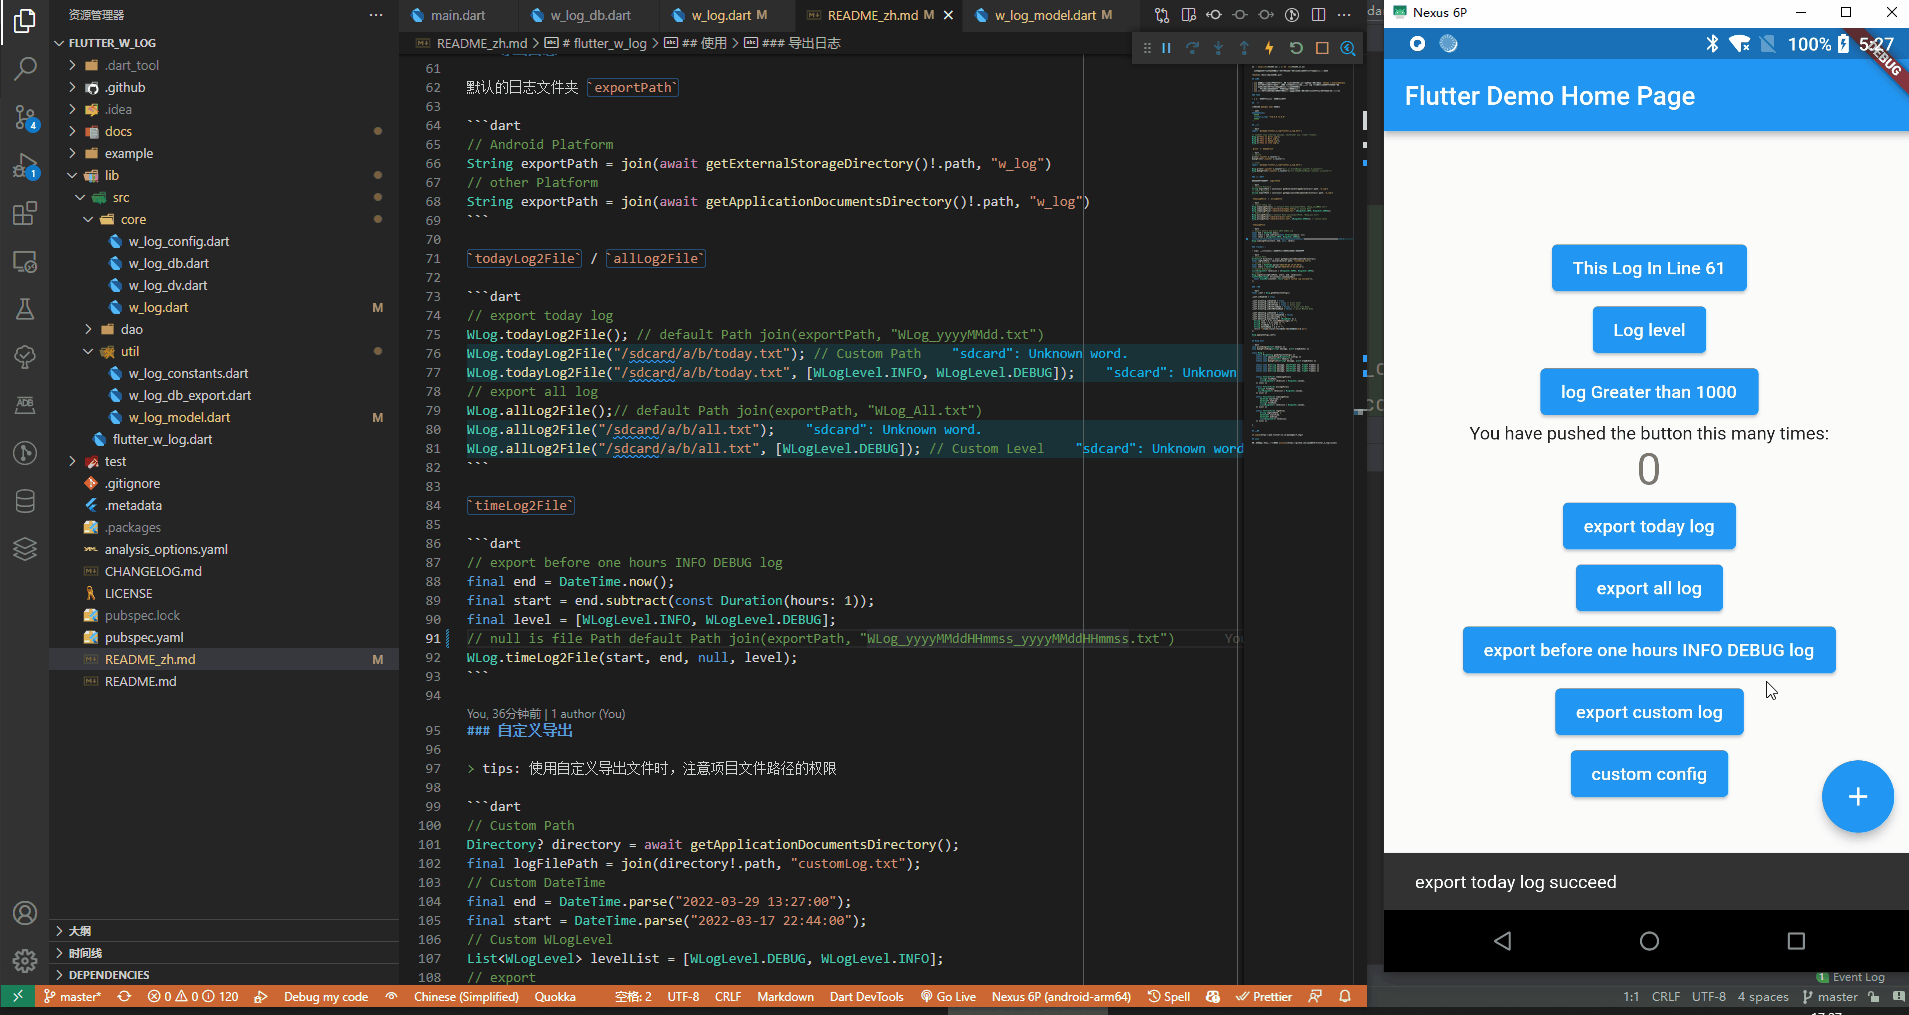 资源管理器
FLUTTER_W_LOG
.dart_tool
.github
.idea
docs
example
lib
src
core
w_log_config.dart
w_log_db.dart
w_log_dv.dart
w_log.dart M
dao
util
w_log_constants.dart
w_log_db_export.dart
w_log_model.dart M
flutter_w_log.dart
test
.gitignore
.metadata
.packages
analysis_options.yaml
CHANGELOG.md
LICENSE
pubspec.lock
pubspec.yaml
README_zh.md M
README.md
大纲
时间线
DEPENDENCIES
main.dart w_log_db.dart w_log.dart M README_zh.md M w_log_model.dart M
README_zh.md > # flutter_w_log > ## 使用 > ### 导出日志
61
62 默认的日志文件夹 `exportPath`
63
64 ```dart
65 // Android Platform
66 String exportPath = join(await getExternalStorageDirectory()!.path, "w_log")
67 // other Platform
68 String exportPath = join(await getApplicationDocumentsDirectory()!.path, "w_log")
69 ```
70
71 `todayLog2File` / `allLog2File`
72
73 ```dart
74 // export today log
75 WLog.todayLog2File(); // default Path join(exportPath, "WLog_yyyyMMdd.txt")
76 WLog.todayLog2File("/sdcard/a/b/today.txt"); // Custom Path "sdcard": Unknown word.
77 WLog.todayLog2File("/sdcard/a/b/today.txt", [WLogLevel.INFO, WLogLevel.DEBUG]); "sdcard": Unknown
78 // export all log
79 WLog.allLog2File();// default Path join(exportPath, "WLog_All.txt")
80 WLog.allLog2File("/sdcard/a/b/all.txt"); "sdcard": Unknown word.
81 WLog.allLog2File("/sdcard/a/b/all.txt", [WLogLevel.DEBUG]); // Custom Level "sdcard": Unknown word
82 ```
83
84 `timeLog2File`
85
86 ```dart
87 // export before one hours INFO DEBUG log
88 final end = DateTime.now();
89 final start = end.subtract(const Duration(hours: 1));
90 final level = [WLogLevel.INFO, WLogLevel.DEBUG];
91 // null is file Path default Path join(exportPath, "WLog_yyyyMMddHHmmss_yyyyMMddHHmmss.txt") You
92 WLog.timeLog2File(start, end, null, level);
93 ```
94
You, 36分钟前 | 1 author (You)
95 ### 自定义导出
96
97 > tips: 使用自定义导出文件时，注意项目文件路径的权限
98
99 ```dart
100 // Custom Path
101 Directory? directory = await getApplicationDocumentsDirectory();
102 final logFilePath = join(directory!.path, "customLog.txt");
103 // Custom DateTime
104 final end = DateTime.parse("2022-03-29 13:27:00");
105 final start = DateTime.parse("2022-03-17 22:44:00");
106 // Custom WLogLevel
107 List<WLogLevel> levelList = [WLogLevel.DEBUG, WLogLevel.INFO];
108 // export
master* 0 0 120 Debug my code Chinese (Simplified) Quokka 空格: 2 UTF-8 CRLF Markdown Dart DevTools Go Live Nexus 6P (android-arm64) Spell Prettier
4
1
ADB
Nexus 6P
100% 5:27
DEBUG
Flutter Demo Home Page
This Log In Line 61
Log level
log Greater than 1000
You have pushed the button this many times:
0
export today log
export all log
export before one hours INFO DEBUG log
export custom log
custom config
+
export today log succeed
1 Event Log
1:1 CRLF UTF-8 4 spaces master